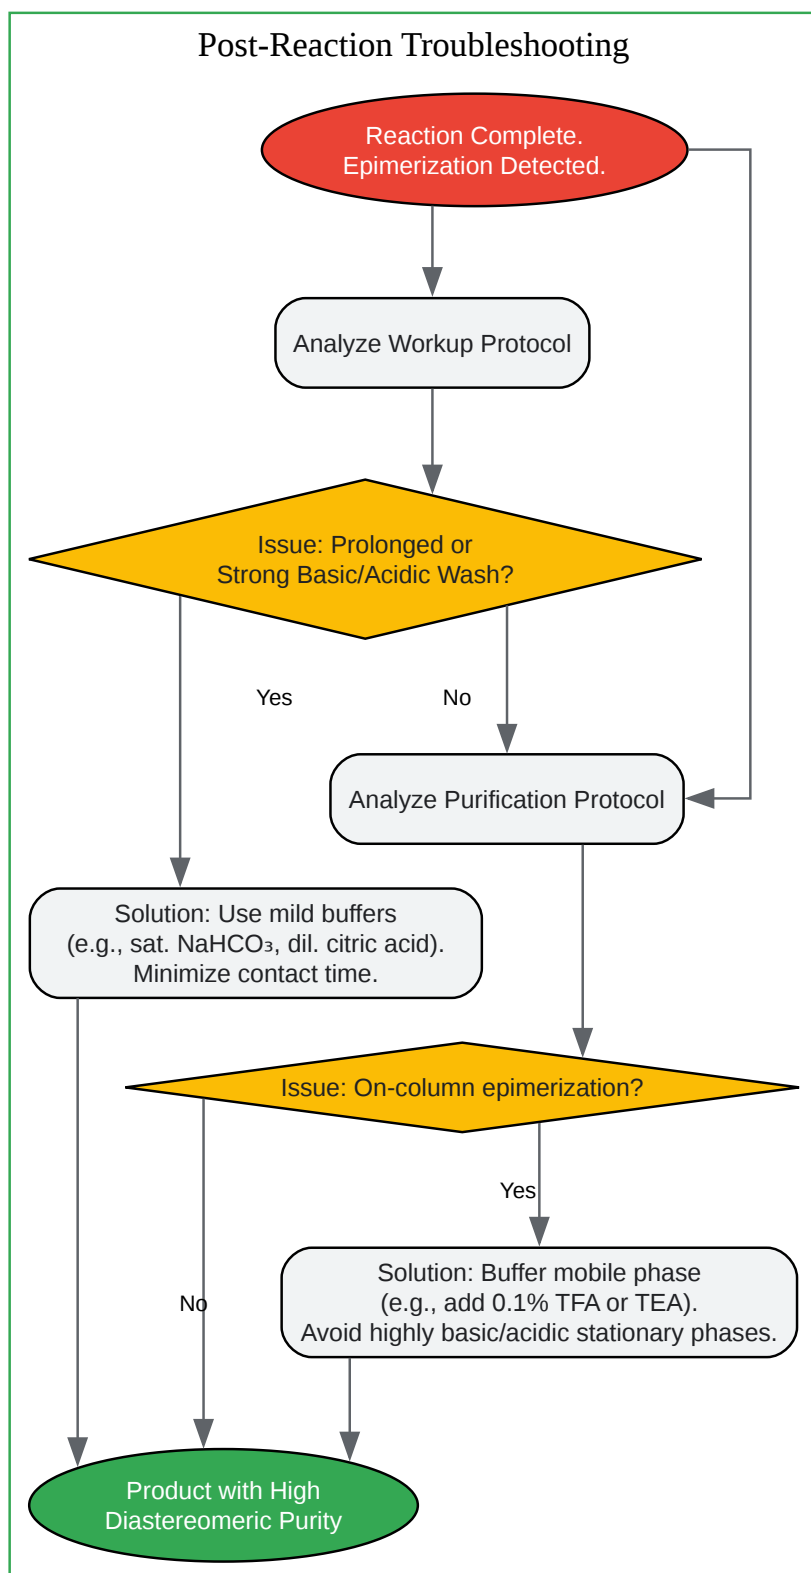 Post-Reaction Troubleshooting
Reaction Complete.
Epimerization Detected.
Analyze Workup Protocol
Issue: Prolonged or
Strong Basic/Acidic Wash?
Yes
No
Analyze Purification Protocol
Solution: Use mild buffers
(e.g., sat. NaHCO₃, dil. citric acid).
Minimize contact time.
Issue: On-column epimerization?
Yes
Solution: Buffer mobile phase
(e.g., add 0.1% TFA or TEA).
Avoid highly basic/acidic stationary phases.
No
Product with High
Diastereomeric Purity